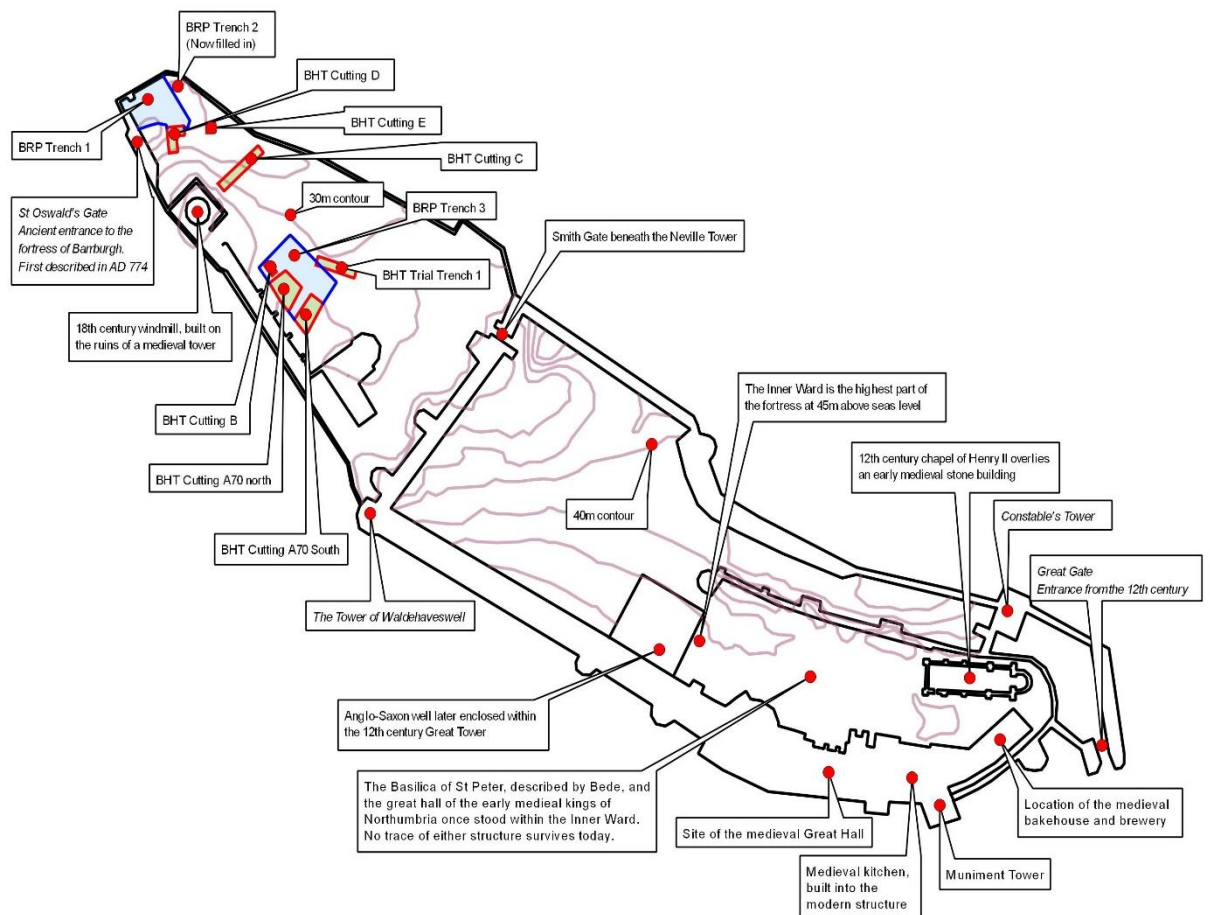 BRP Trench 2
(Now filled in)
BHT Cutting D
BHT Cutting E
BRP Trench 1
BHT Cutting C
30m contour
BRP Trench 3
St Oswald's Gate
Ancient entrance to the
fortress of Barrburgh.
First described in AD 774
Smith Gate beneath the Neville Tower
BHT Trial Trench 1
18th century windmill, built on
the ruins of a medieval tower
The Inner Ward is the highest part of
the fortress at 45m above seas level
BHT Cutting B
12th century chapel of Henry II overlies
an early medieval stone building
BHT Cutting A70 north
40m contour
Constable's Tower
BHT Cutting A70 South
Great Gate
Entrance from the 12th century
The Tower of Waldehaveswell
Anglo-Saxon well later enclosed within
the 12th century Great Tower
The Basilica of St Peter, described by Bede, and
the great hall of the early medieal kings of
Northumbria once stood within the Inner Ward.
No trace of either structure survives today.
Site of the medieval Great Hall
Location of the medieval
bakehouse and brewery
Medieval kitchen,
built into the
modern structure
Muniment Tower